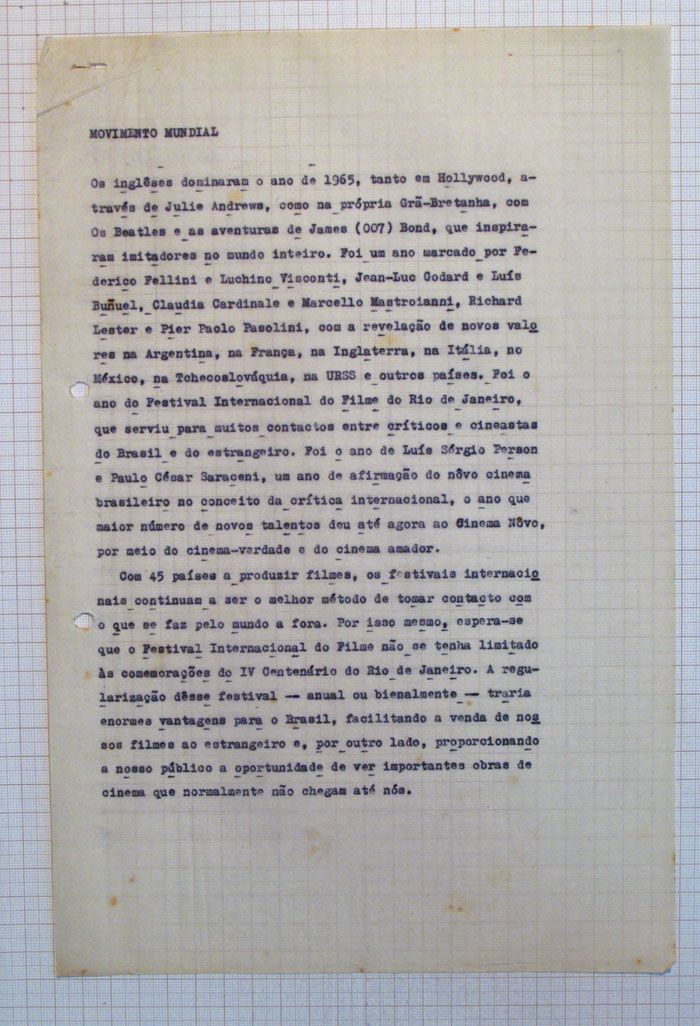 MOVIMENTO MUNDIAL
Os inglêses dominaram o ano de 1965, tanto em Hollywood, a-
través de Julie Andrews, como na própria Grã-Bretanha, com
Os Beatles e as aventuras de James (007) Bond, que inspira-
ram imitadores no mundo inteiro. Foi um ano marcado por Fe-
derico Fellini e Luchino Visconti, Jean-Luc Godard e Luís
Buñuel, Claudia Cardinale e Marcello Mastroianni, Richard
Lester e Pier Paolo Pasolini, com a revelação de novos valo
res na Argentina, na França, na Inglaterra, na Itália, no
México, na Tchecoslováquia, na URSS e outros países. Foi o
ano do Festival Internacional do Filme do Rio de Janeiro,
que serviu para muitos contactos entre críticos e cineastas
do Brasil e do estrangeiro. Foi o ano de Luís Sérgio Person
e Paulo César Saraceni, um ano de afirmação do nôvo cinema
brasileiro no conceito da crítica internacional, o ano que
maior número de novos talentos deu até agora ao Cinema Nôvo,
por meio do cinema-verdade e do cinema amador.
Com 45 países a produzir filmes, os festivais internacio
nais continuam a ser o melhor método de tomar contacto com
o que se faz pelo mundo a fora. Por isso mesmo, espera-se
que o Festival Internacional do Filme não se tenha limitado
às comemorações do IV Centenário do Rio de Janeiro. A regu-
larização dêsse festival — anual ou bienalmente — traria
enormes vantagens para o Brasil, facilitando a venda de nos
sos filmes ao estrangeiro e, por outro lado, proporcionando
a nosso público a oportunidade de ver importantes obras de
cinema que normalmente não chegam até nós.